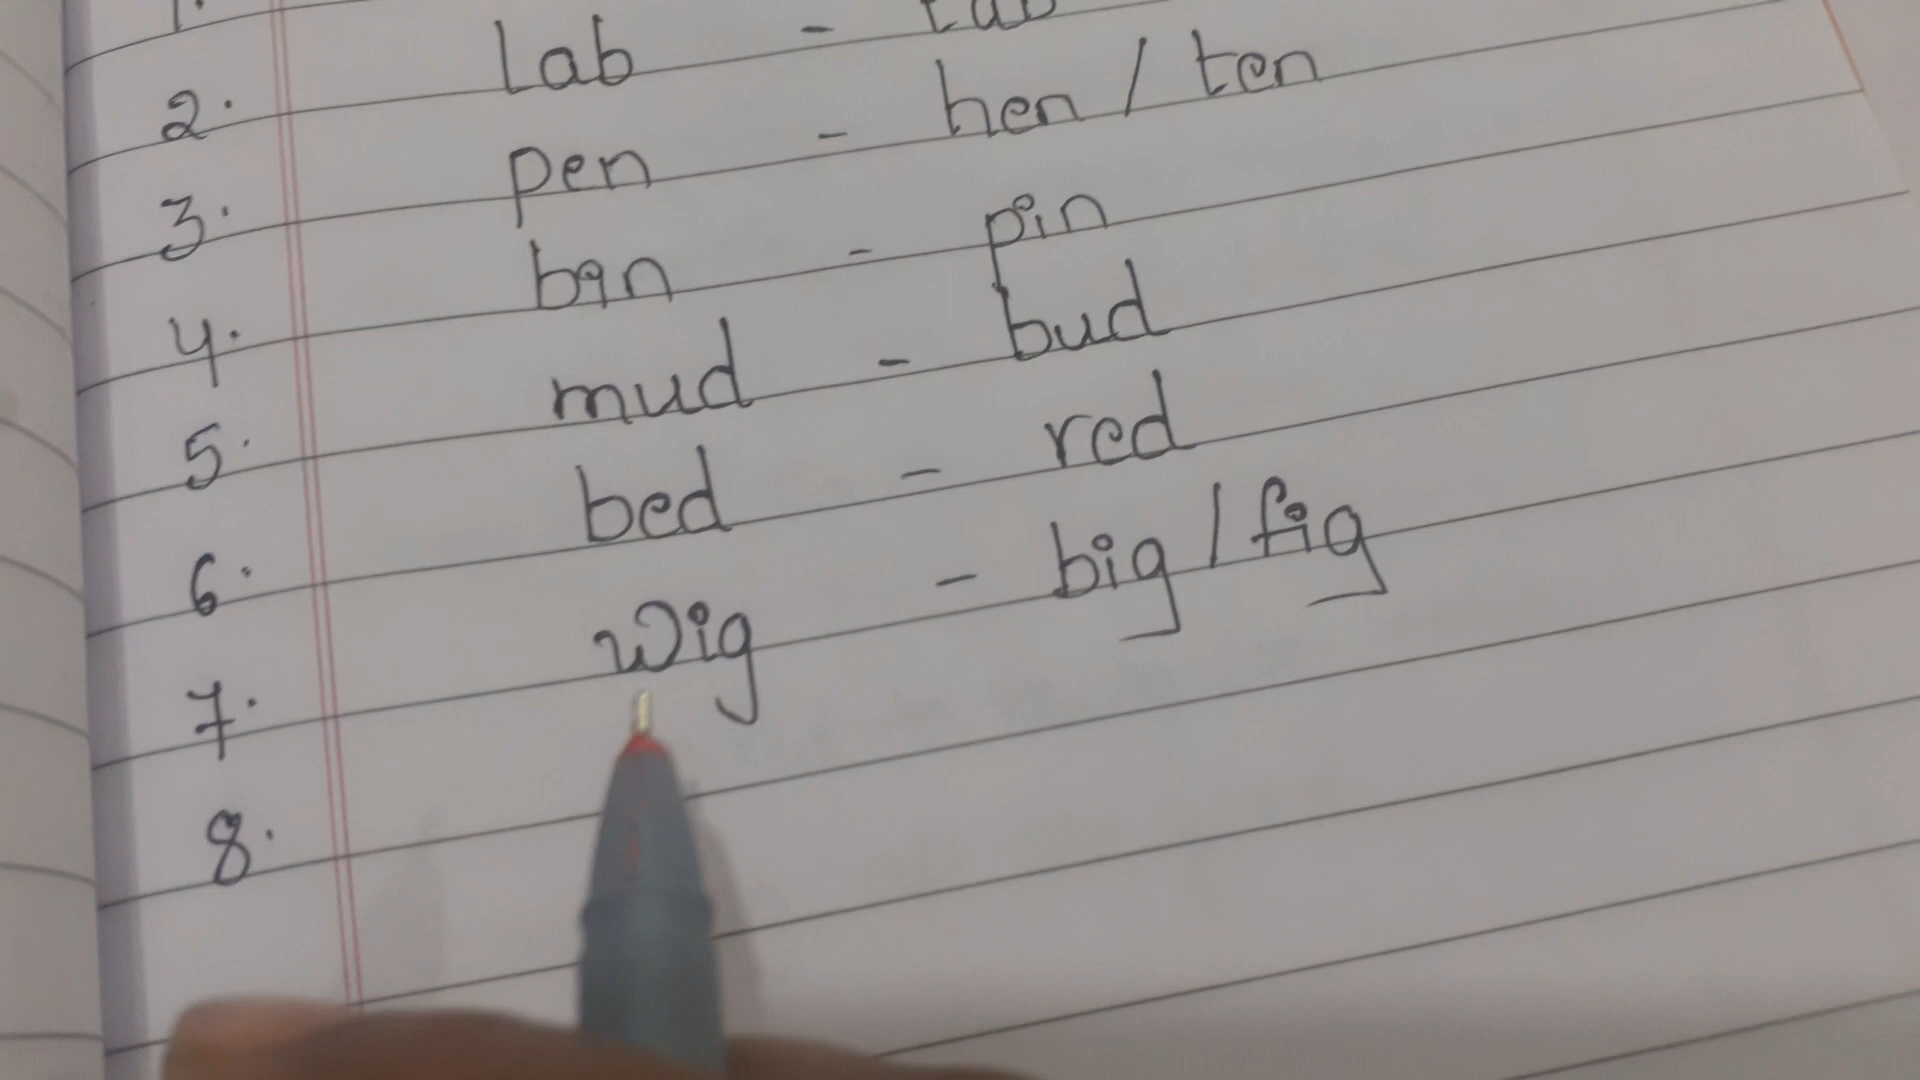 1.
2. lab -
3. pen - hen / ten
4. bin - pin
5. mud - bud
6. bed - red
7. wig - big / fig
8.